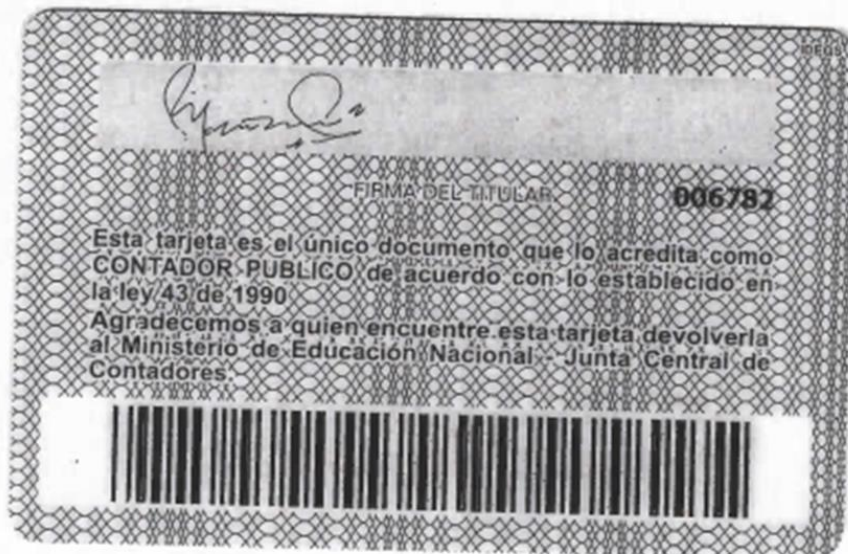 FIRMA DEL TITULAR
006782
Esta tarjeta es el único documento que lo acredita como
CONTADOR PUBLICO de acuerdo con lo establecido en
la ley 43 de 1990
Agradecemos a quien encuentre esta tarjeta devolverla
al Ministerio de Educación Nacional - Junta Central de
Contadores.